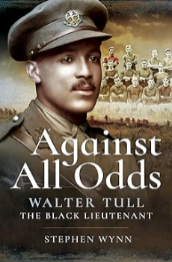 Against
All Odds
WALTER TULL
THE BLACK LIEUTENANT
STEPHEN WYNN